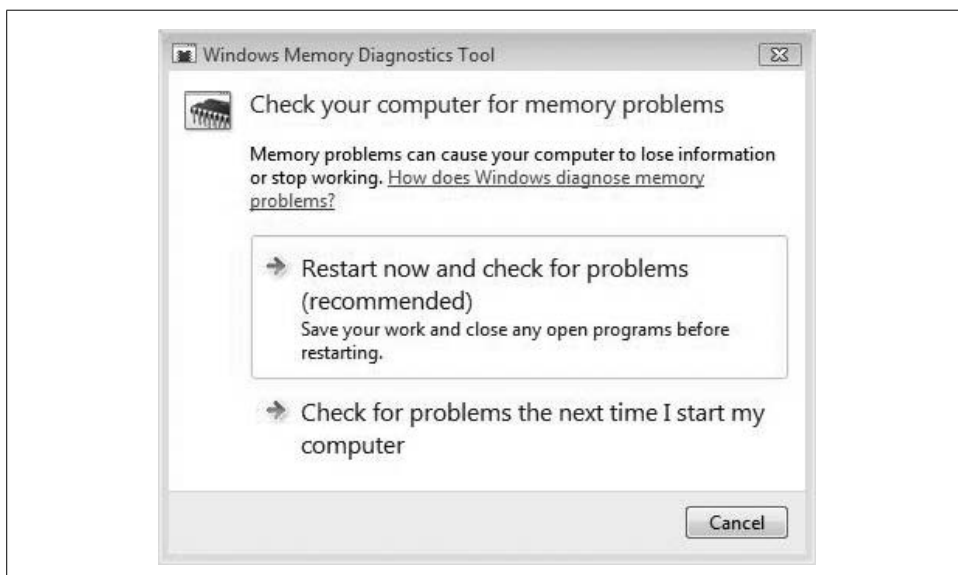 Windows Memory Diagnostics Tool
Check your computer for memory problems
Memory problems can cause your computer to lose information
or stop working. How does Windows diagnose memory
problems?
Restart now and check for problems
(recommended)
Save your work and close any open programs before
restarting.
Check for problems the next time I start my
computer
Cancel